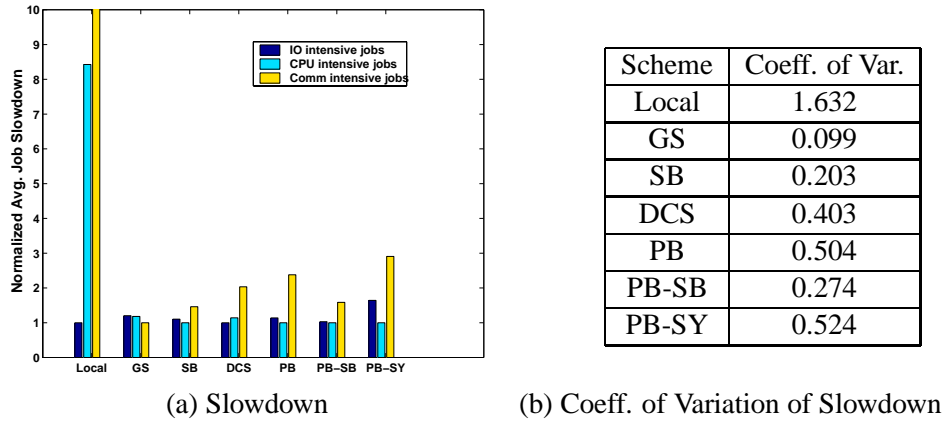 10
9
8
7
6
5
4
3
2
1
0
Normalized Avg. Job Slowdown
IO intensive jobs
CPU intensive jobs
Comm intensive jobs
Local GS SB DCS PB PB-SB PB-SY
(a) Slowdown
Scheme Coeff. of Var.
Local 1.632
GS 0.099
SB 0.203
DCS 0.403
PB 0.504
PB-SB 0.274
PB-SY 0.524
(b) Coeff. of Variation of Slowdown